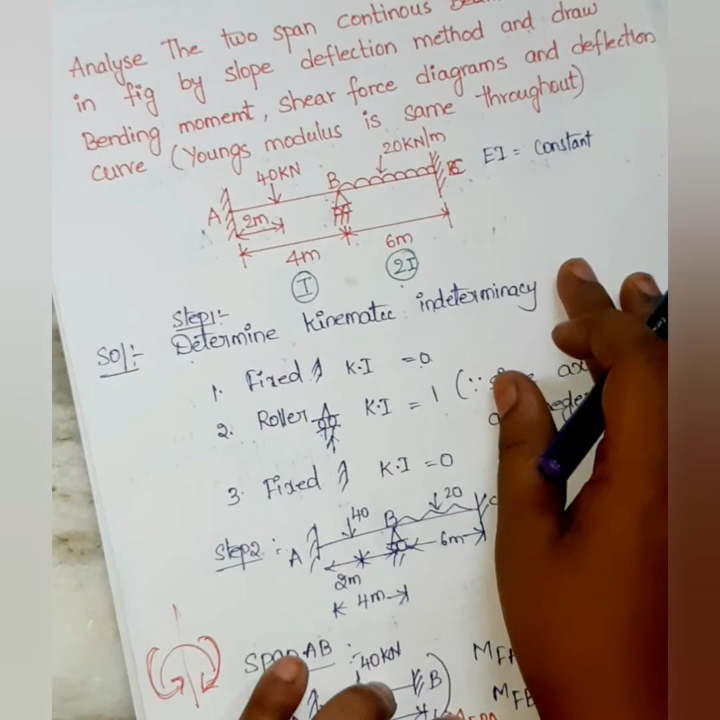 Analyse The two span continous
in fig by slope deflection method and draw
Bending moment, shear force diagrams and deflection
curve (Youngs modulus is same throughout)
40KN
20KN/m
EI = Constant
A
B
C
2m
4m
6m
I
2I
Step1:-
Sol:- Determine kinematic indeterminacy
1. Fixed K.I = 0
2. Roller K.I = 1 (∵
3. Fixed K.I = 0
Step2:-
40
20
A
B
C
2m
6m
4m
SPAN AB :-
40KN
B